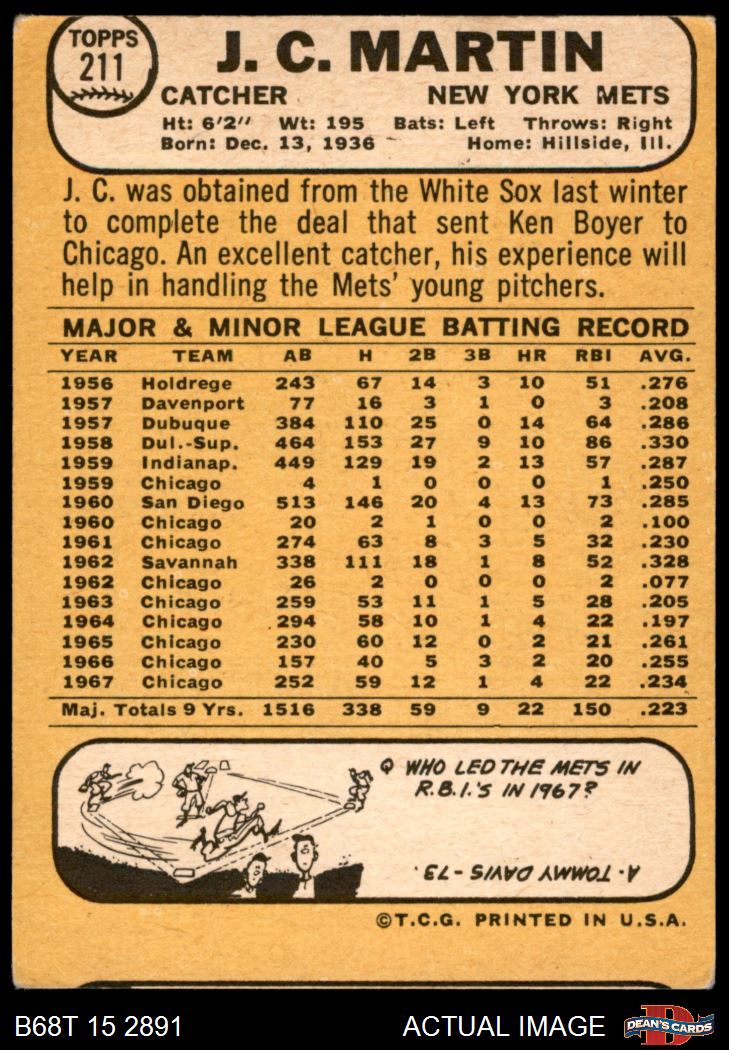 TOPPS
211
J. C. MARTIN
CATCHER NEW YORK METS
Ht: 6'2" Wt: 195 Bats: Left Throws: Right
Born: Dec. 13, 1936 Home: Hillside, Ill.
J. C. was obtained from the White Sox last winter
to complete the deal that sent Ken Boyer to
Chicago. An excellent catcher, his experience will
help in handling the Mets' young pitchers.
MAJOR & MINOR LEAGUE BATTING RECORD
YEAR TEAM AB H 2B 3B HR RBI AVG.
1956 Holdrege 243 67 14 3 10 51 .276
1957 Davenport 77 16 3 1 0 3 .208
1957 Dubuque 384 110 25 0 14 64 .286
1958 Dul.-Sup. 464 153 27 9 10 86 .330
1959 Indianap. 449 129 19 2 13 57 .287
1959 Chicago 4 1 0 0 0 1 .250
1960 San Diego 513 146 20 4 13 73 .285
1960 Chicago 20 2 1 0 0 2 .100
1961 Chicago 274 63 8 3 5 32 .230
1962 Savannah 338 111 18 1 8 52 .328
1962 Chicago 26 2 0 0 0 2 .077
1963 Chicago 259 53 11 1 5 28 .205
1964 Chicago 294 58 10 1 4 22 .197
1965 Chicago 230 60 12 0 2 21 .261
1966 Chicago 157 40 5 3 2 20 .255
1967 Chicago 252 59 12 1 4 22 .234
Maj. Totals 9 Yrs. 1516 338 59 9 22 150 .223
Q WHO LED THE METS IN
R.B.I.'S IN 1967?
A. TOMMY DAVIS - 73.
©T.C.G. PRINTED IN U.S.A.
B68T 15 2891 ACTUAL IMAGE
D
DEAN'S CARDS